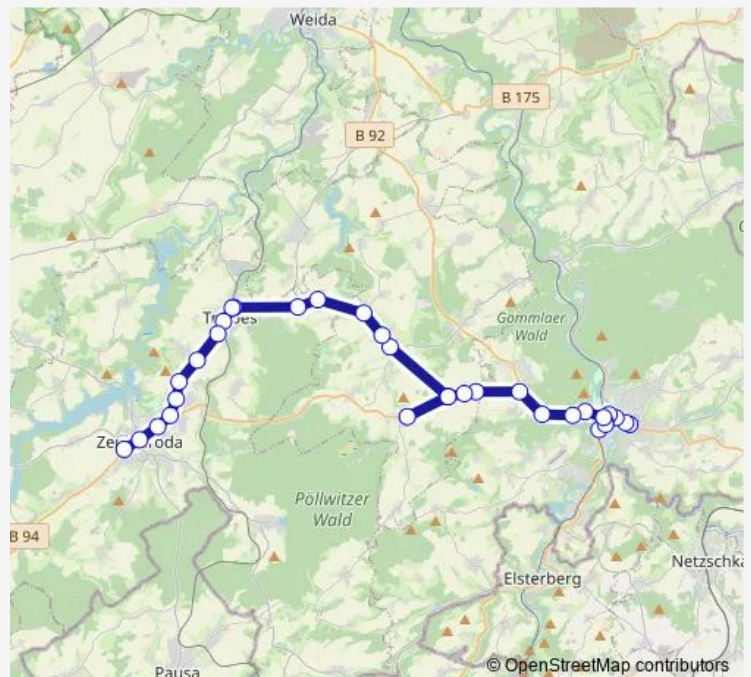 Weida
B 175
B 92
Gommlaer
Wald
Pöllwitzer
Wald
B 94
Elsterberg
Netzschka
Pausa
© OpenStreetMap contributors